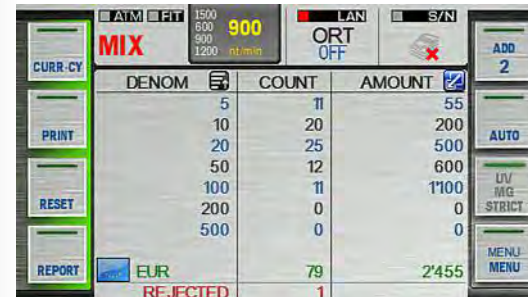 ATM FIT 1500 LAN S/N
600 900 ORT
MIX 900 OFF
1200 nt/min
CURR-CY
ADD
2
DENOM COUNT AMOUNT
5 11 55
10 20 200
PRINT
AUTO
20 25 500
50 12 600
UV
MG
STRICT
100 11 1'100
RESET
200 0 0
500 0 0
MENU
MENU
REPORT
EUR 79 2'455
REJECTED 1